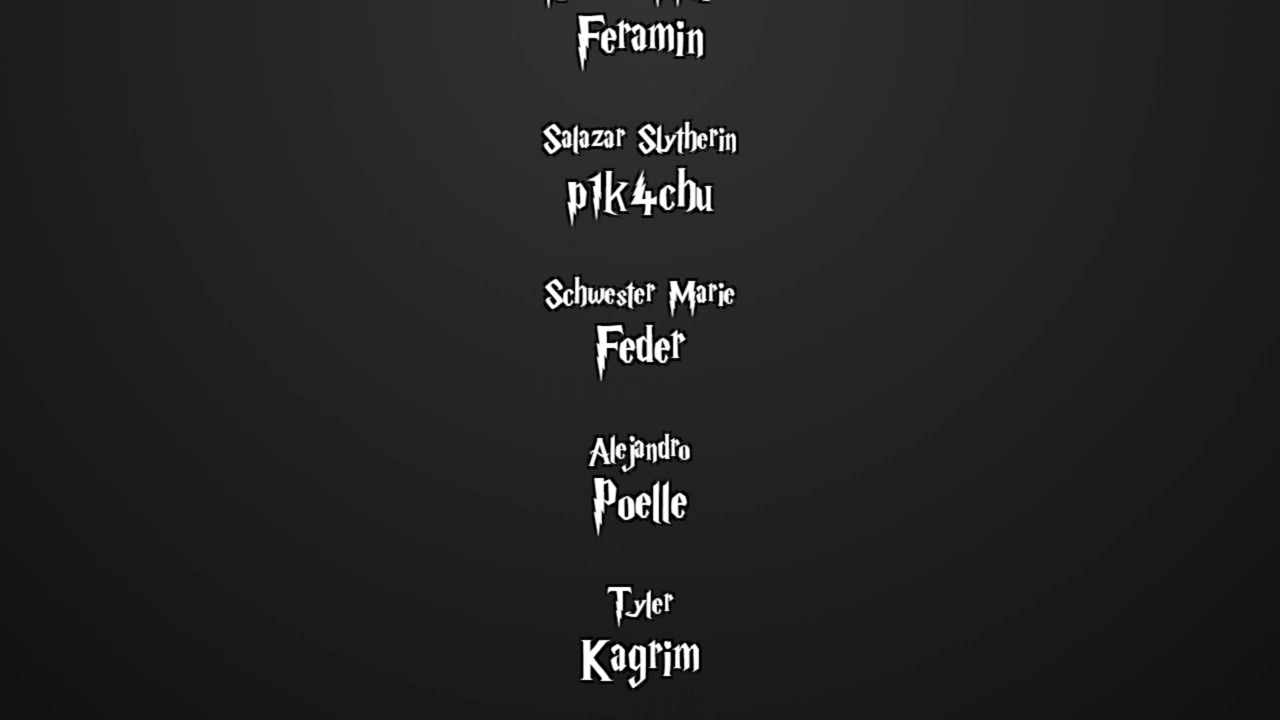 Feramin
Salazar Slytherin
p1k4chu
Schwester Marie
Feder
Alejandro
Poelle
Tyler
Kagrim